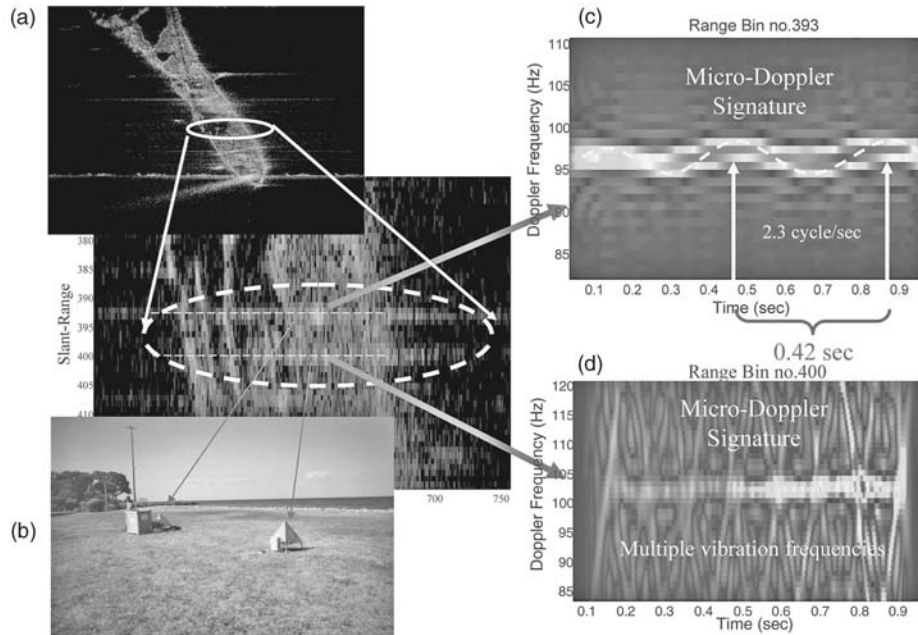 (a)
Slant-Range
380
385
390
395
400
405
410
700
750
(b)
(c)
Range Bin no.393
Doppler Frequency (Hz)
110
105
100
95
90
85
Micro-Doppler
Signature
2.3 cycle/sec
0.1 0.2 0.3 0.4 0.5 0.6 0.7 0.8 0.9
Time (sec)
0.42 sec
(d)
Range Bin no.400
Doppler Frequency (Hz)
120
115
110
105
100
95
90
85
Micro-Doppler
Signature
Multiple vibration frequencies
0.1 0.2 0.3 0.4 0.5 0.6 0.7 0.8 0.9
Time (sec)